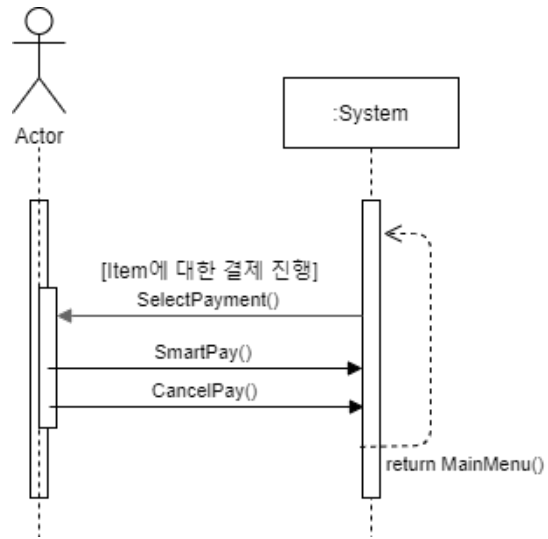 Actor
:System
[Item에 대한 결제 진행]
SelectPayment()
SmartPay()
CancelPay()
return MainMenu()